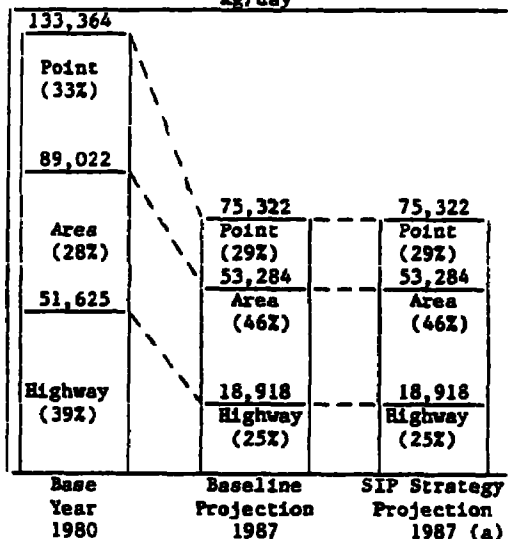 kg/day
133,364
Point
(33%)
89,022
Area
(28%)
51,625
Highway
(39%)
75,322
Point
(29%)
53,284
Area
(46%)
18,918
Highway
(25%)
75,322
Point
(29%)
53,284
Area
(46%)
18,918
Highway
(25%)
Base
Year
1980
Baseline
Projection
1987
SIP Strategy
Projection
1987 (a)